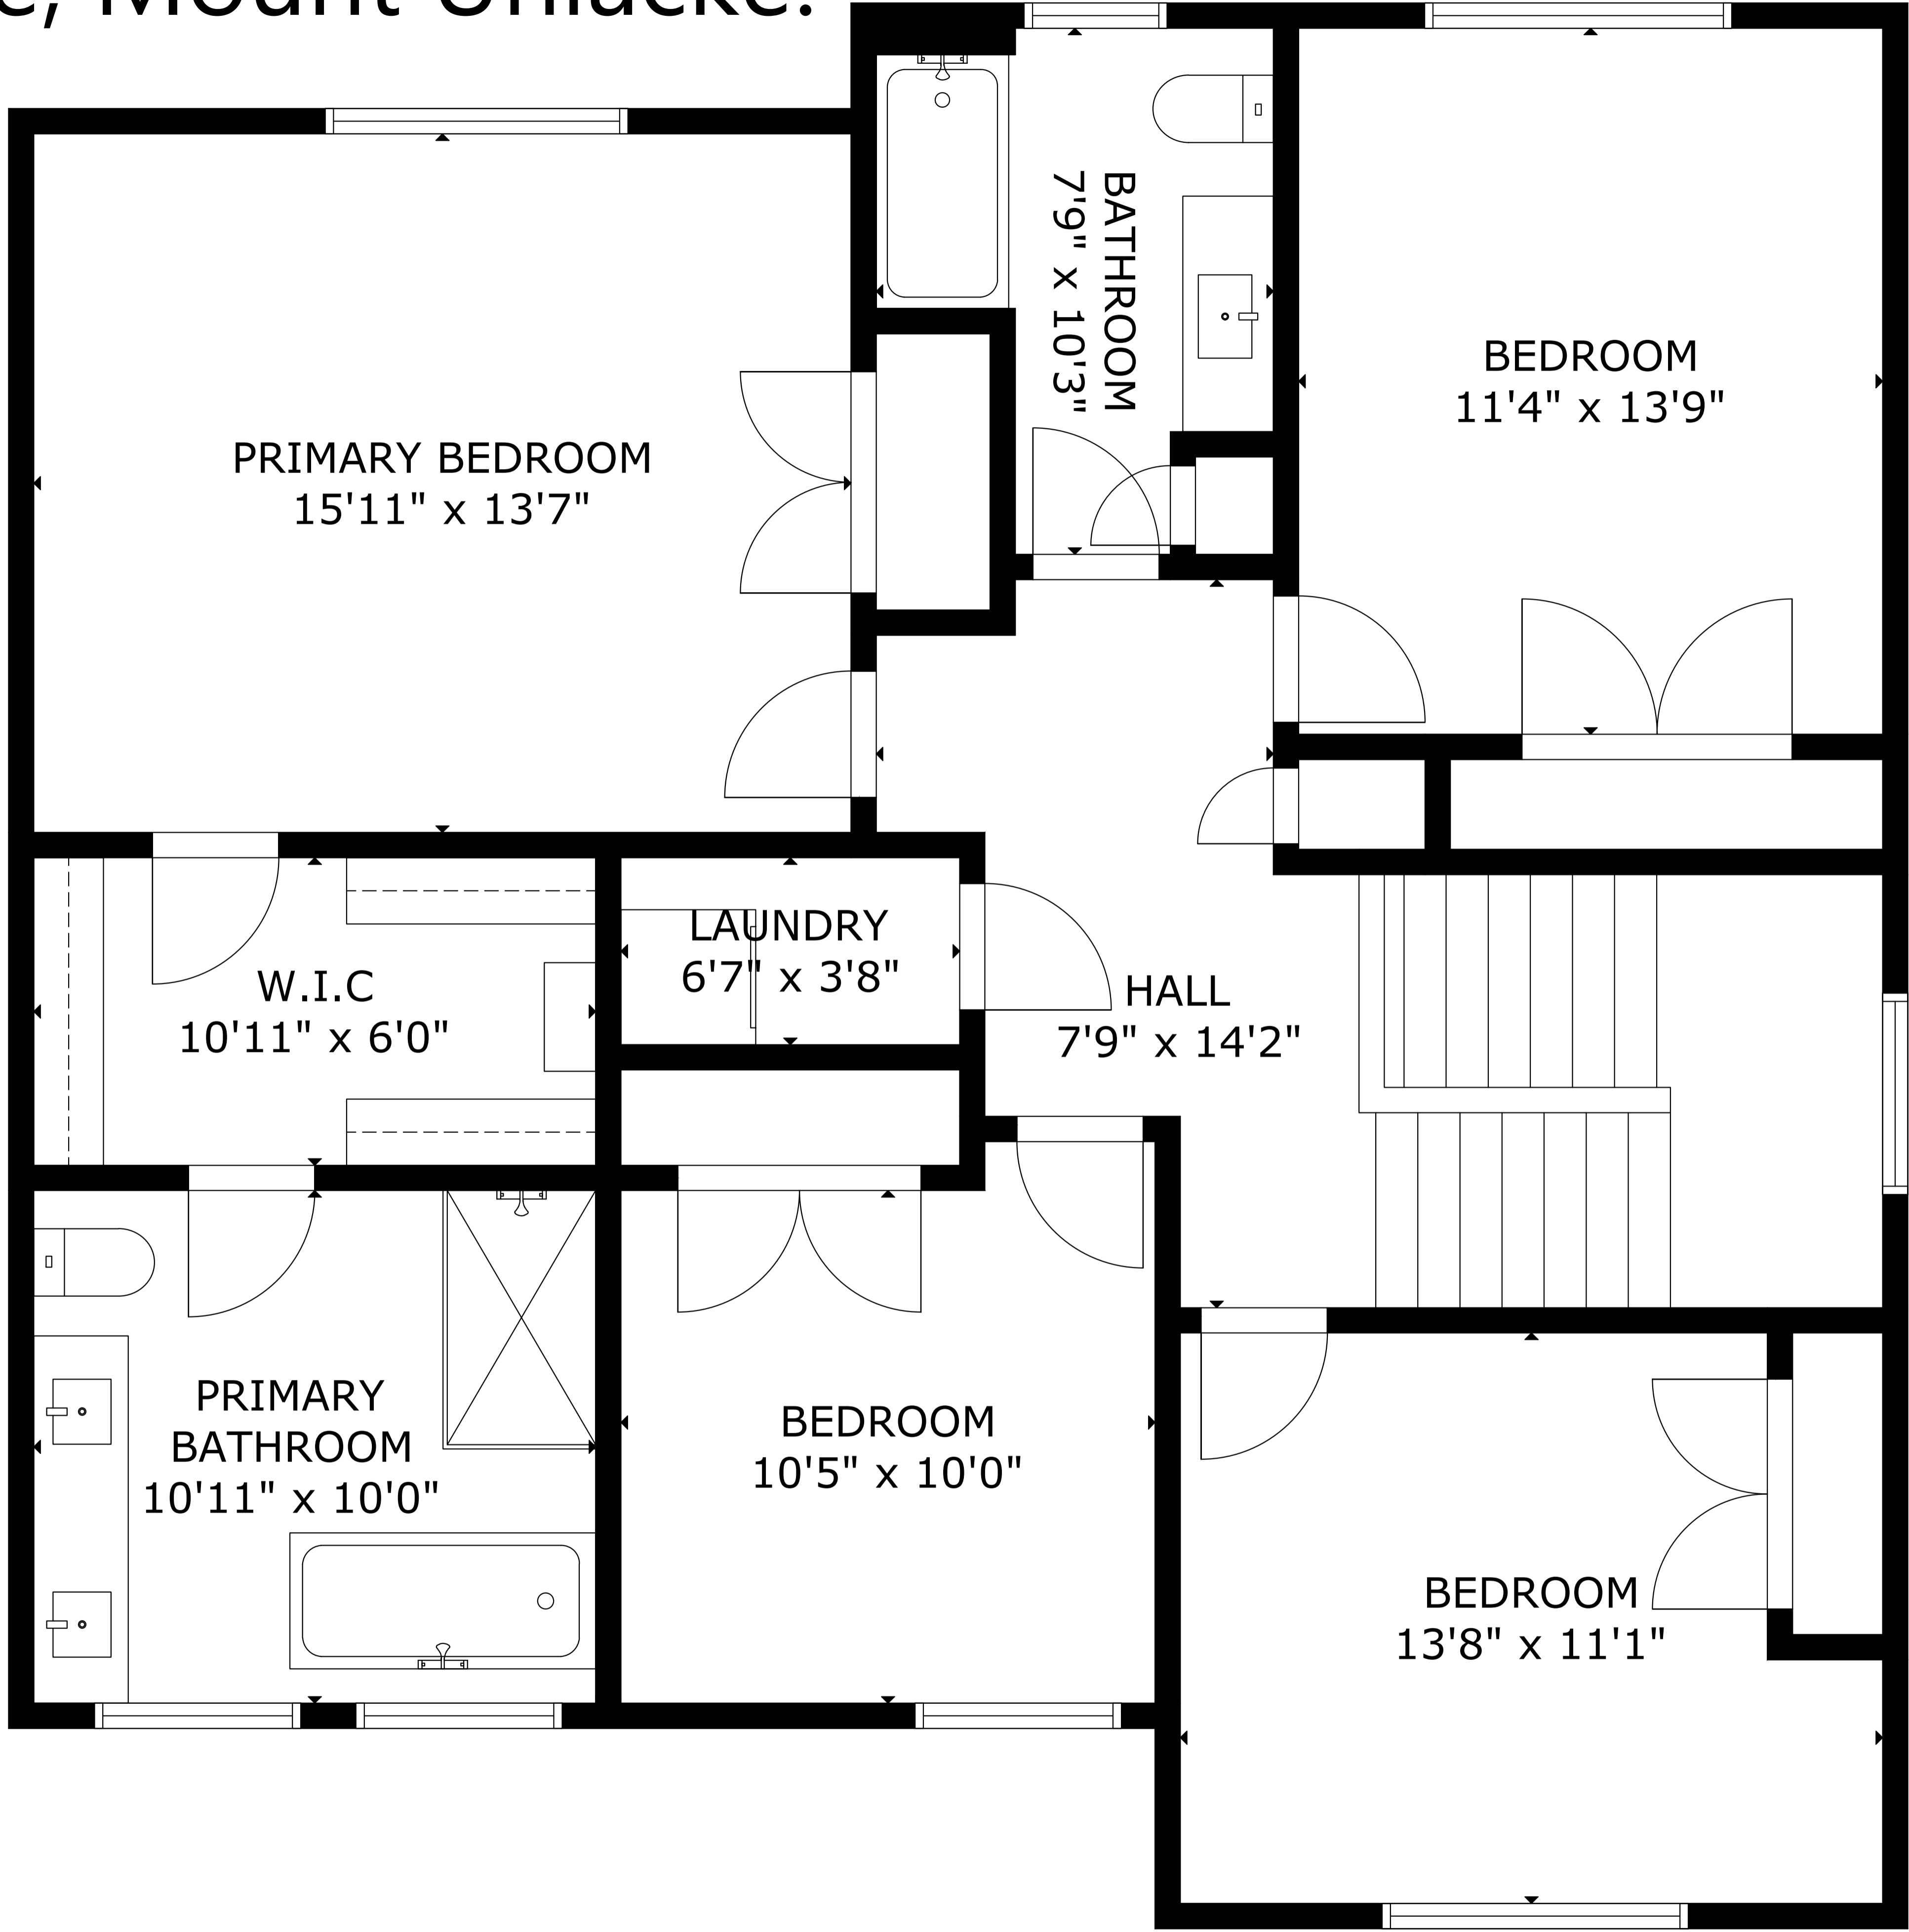 BATHROOM
7'9" x 10'3"
BEDROOM
11'4" x 13'9"
PRIMARY BEDROOM
15'11" x 13'7"
LAUNDRY
6'7" x 3'8"
W.I.C
10'11" x 6'0"
HALL
7'9" x 14'2"
PRIMARY
BATHROOM
10'11" x 10'0"
BEDROOM
10'5" x 10'0"
BEDROOM
13'8" x 11'1"